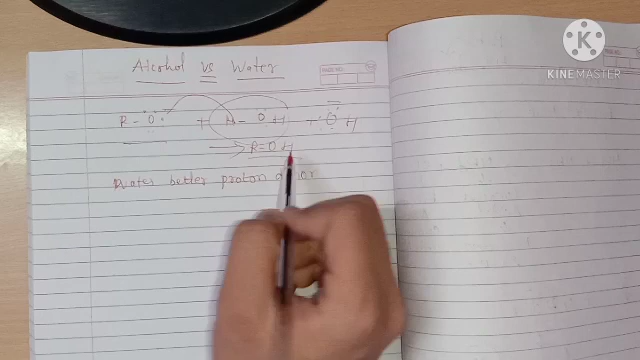 Alcohol vs Water
KINEMASTER
R - Ö: + H - Ö H + :Ö H
→ R - O H
Water better proton